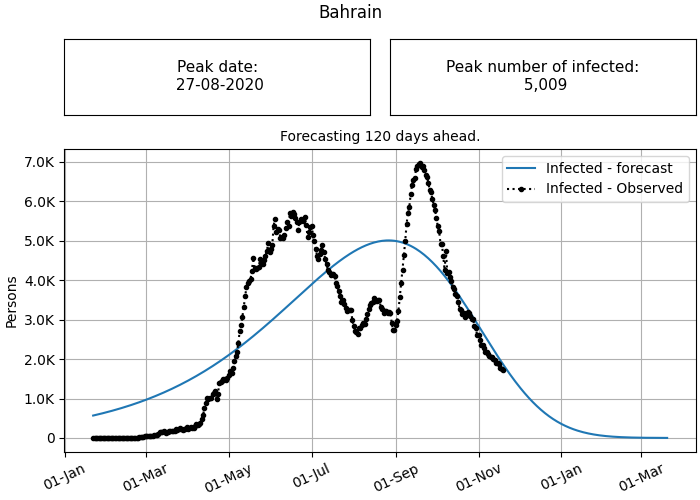 Bahrain
Peak date:
27-08-2020
Peak number of infected:
5,009
Forecasting 120 days ahead.
7.0K
6.0K
5.0K
4.0K
3.0K
2.0K
1.0K
0
Persons
Infected - forecast
Infected - Observed
01-Jan
01-Mar
01-May
01-Jul
01-Sep
01-Nov
01-Jan
01-Mar